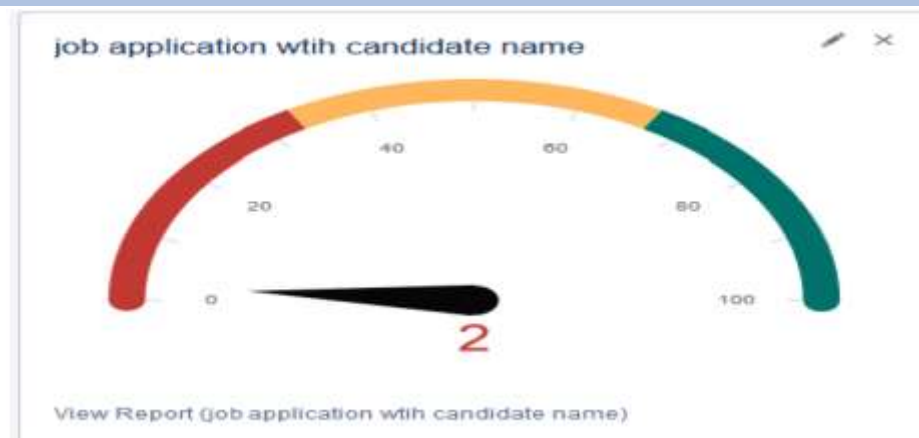 job application wtih candidate name
40 60
20 80
0 100
2
View Report (job application wtih candidate name)